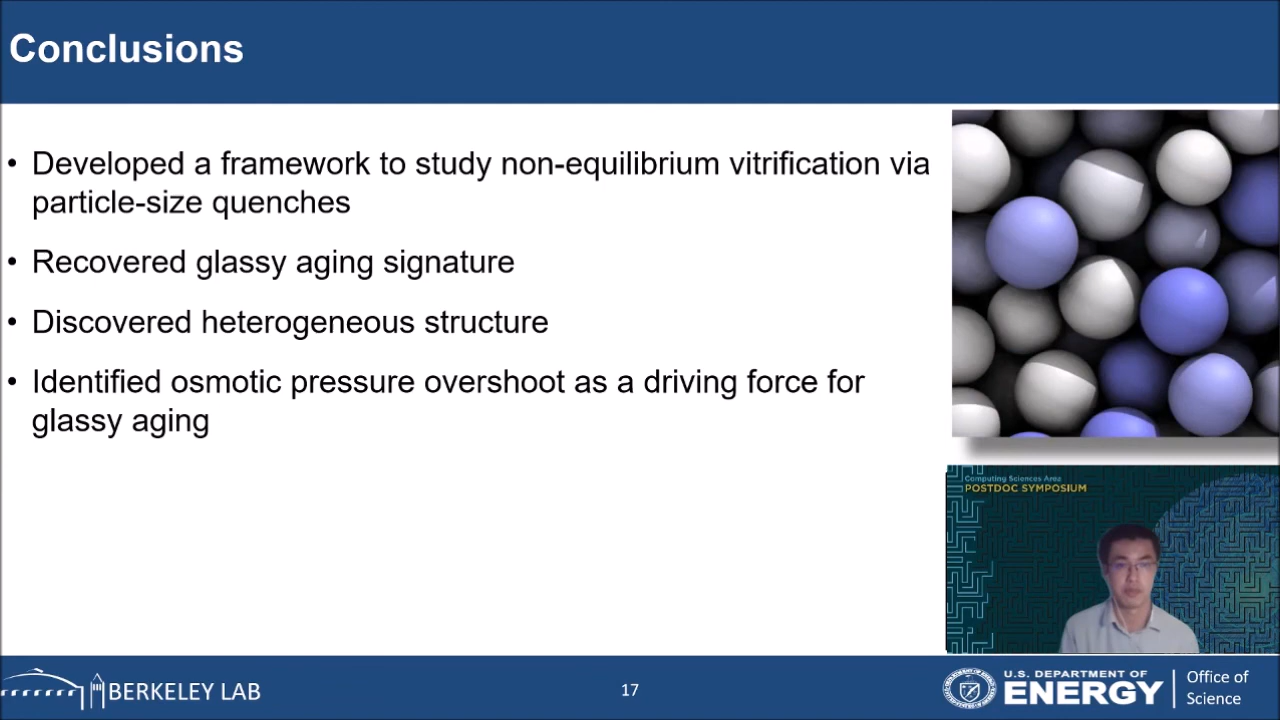 Conclusions
• Developed a framework to study non-equilibrium vitrification via
particle-size quenches
• Recovered glassy aging signature
• Discovered heterogeneous structure
• Identified osmotic pressure overshoot as a driving force for
glassy aging
Computing Sciences Area
POSTDOC SYMPOSIUM
BERKELEY LAB
17
U.S. DEPARTMENT OF
ENERGY
Office of
Science